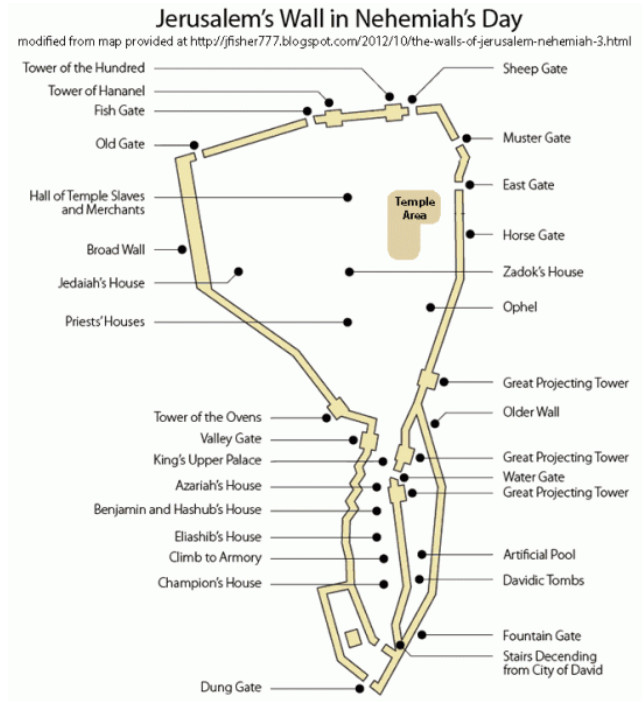 Jerusalem's Wall in Nehemiah's Day
modified from map provided at http://jfisher777.blogspot.com/2012/10/the-walls-of-jerusalem-nehemiah-3.html
Tower of the Hundred
Sheep Gate
Tower of Hananel
Fish Gate
Muster Gate
Old Gate
East Gate
Hall of Temple Slaves
and Merchants
Temple
Area
Horse Gate
Broad Wall
Zadok's House
Jedaiah's House
Ophel
Priests' Houses
Great Projecting Tower
Older Wall
Tower of the Ovens
Valley Gate
Great Projecting Tower
King's Upper Palace
Water Gate
Azariah's House
Great Projecting Tower
Benjamin and Hashub's House
Eliashib's House
Artificial Pool
Climb to Armory
Davidic Tombs
Champion's House
Fountain Gate
Stairs Decending
from City of David
Dung Gate